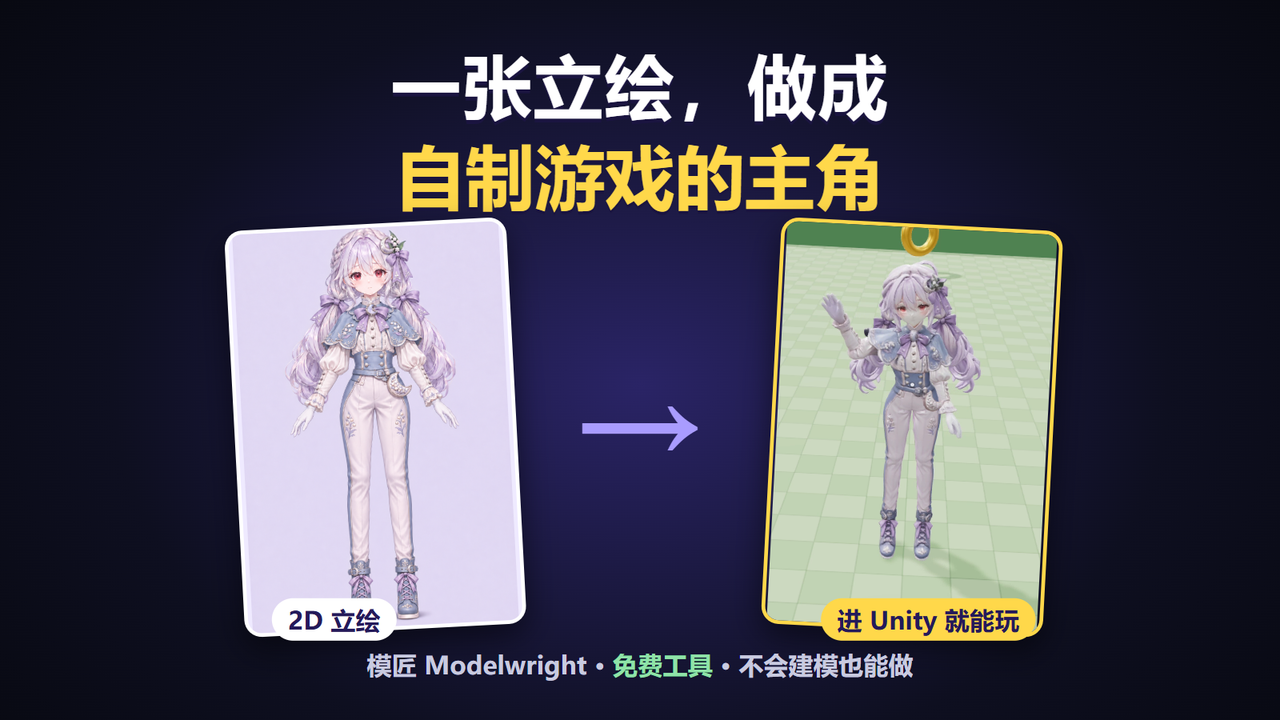 一张立绘，做成
自制游戏的主角
2D 立绘
进 Unity 就能玩
模匠 Modelwright • 免费工具 • 不会建模也能做